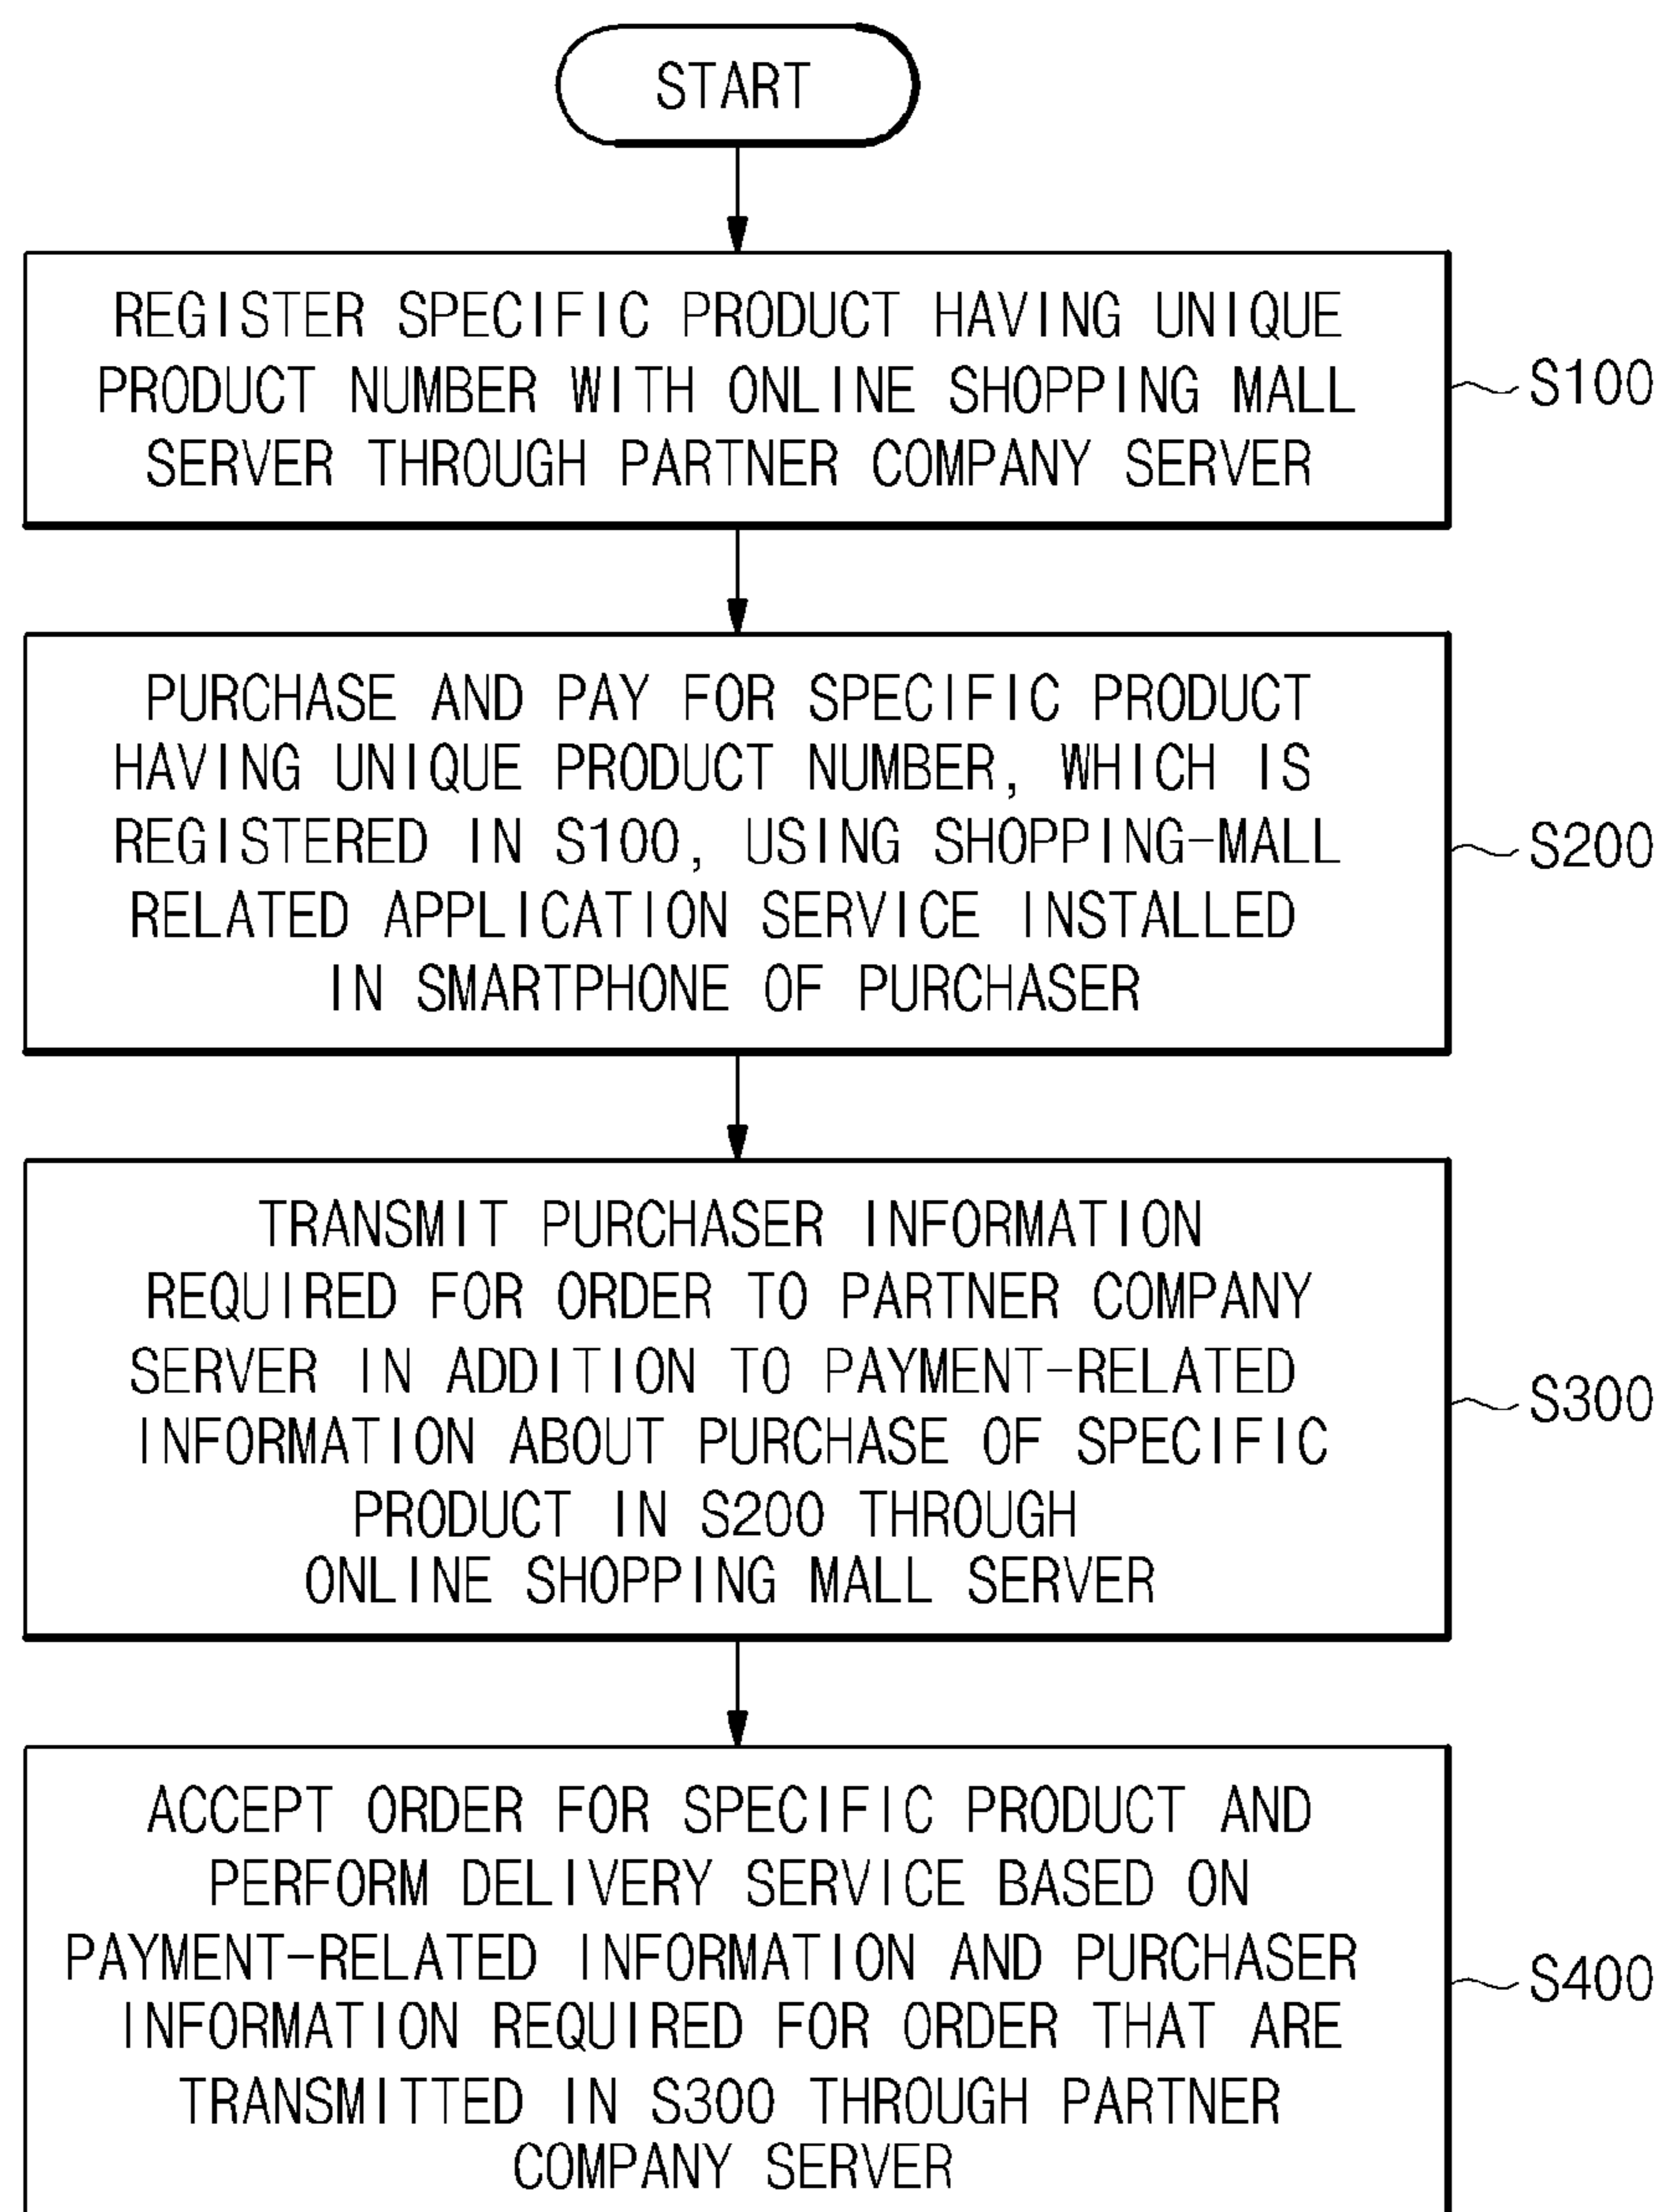 START
REGISTER SPECIFIC PRODUCT HAVING UNIQUE
PRODUCT NUMBER WITH ONLINE SHOPPING MALL
SERVER THROUGH PARTNER COMPANY SERVER
S100
PURCHASE AND PAY FOR SPECIFIC PRODUCT
HAVING UNIQUE PRODUCT NUMBER, WHICH IS
REGISTERED IN S100, USING SHOPPING-MALL
RELATED APPLICATION SERVICE INSTALLED
IN SMARTPHONE OF PURCHASER
S200
TRANSMIT PURCHASER INFORMATION
REQUIRED FOR ORDER TO PARTNER COMPANY
SERVER IN ADDITION TO PAYMENT-RELATED
INFORMATION ABOUT PURCHASE OF SPECIFIC
PRODUCT IN S200 THROUGH
ONLINE SHOPPING MALL SERVER
S300
ACCEPT ORDER FOR SPECIFIC PRODUCT AND
PERFORM DELIVERY SERVICE BASED ON
PAYMENT-RELATED INFORMATION AND PURCHASER
INFORMATION REQUIRED FOR ORDER THAT ARE
TRANSMITTED IN S300 THROUGH PARTNER
COMPANY SERVER
S400